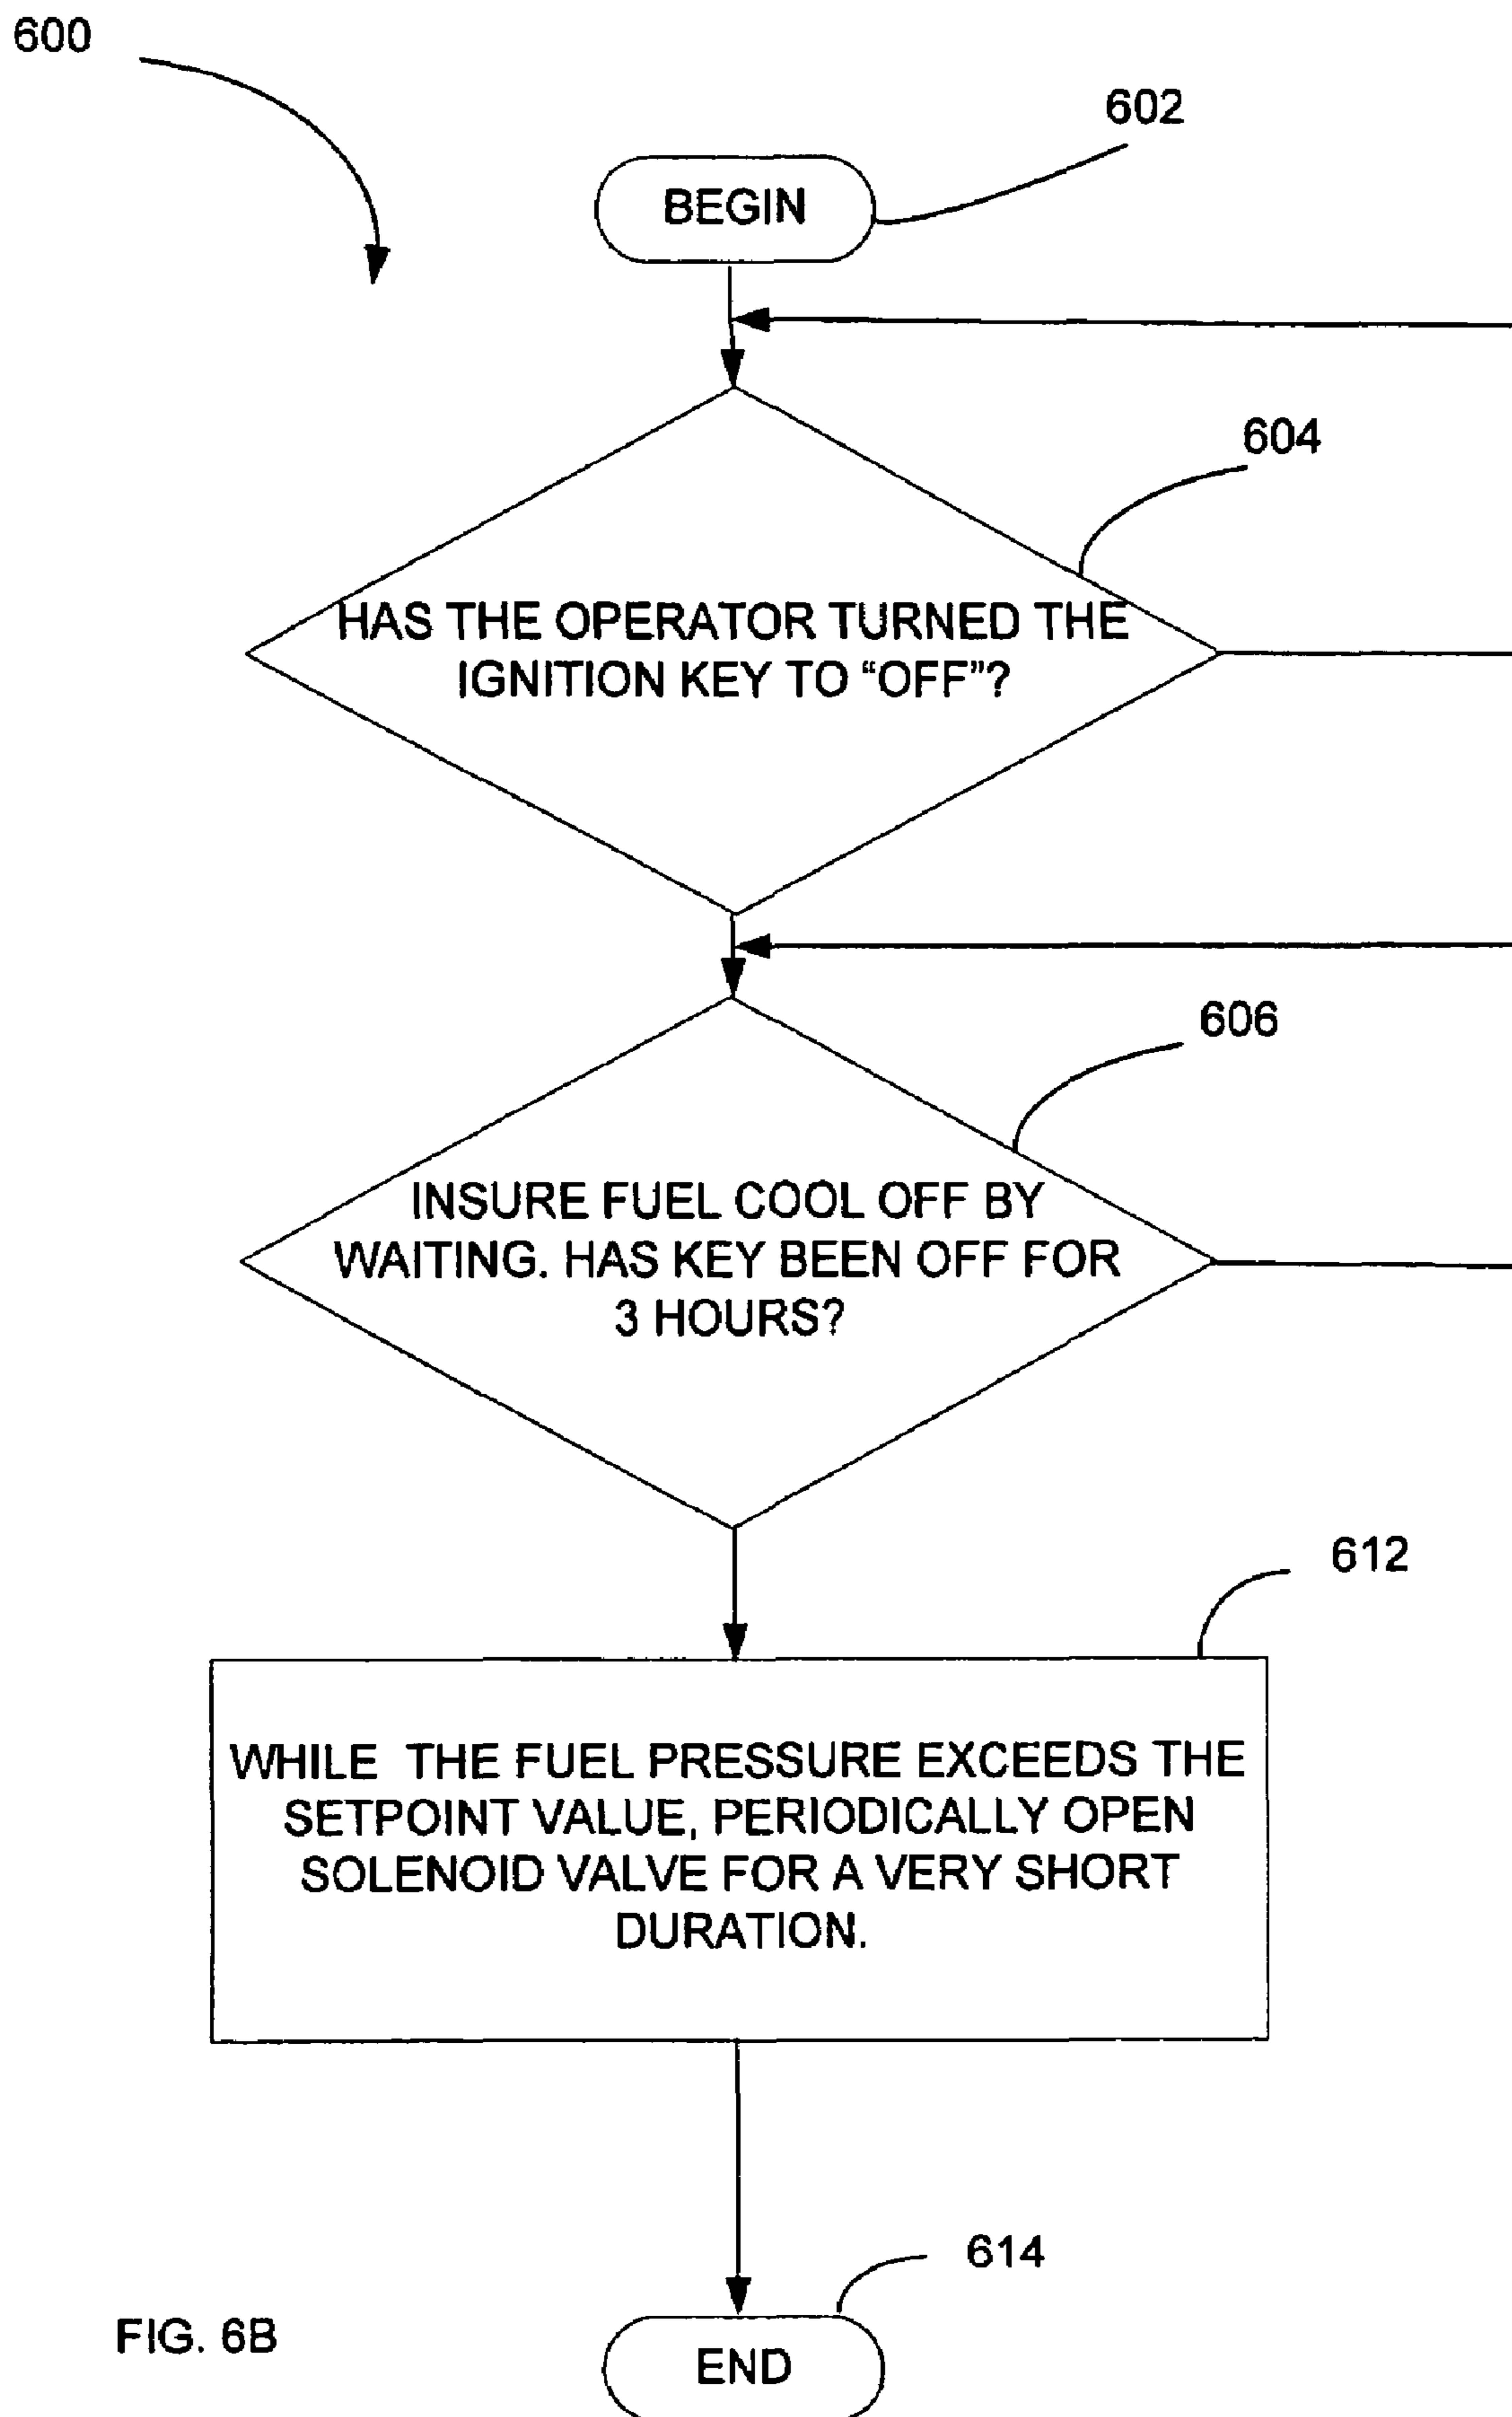 600
602
BEGIN
604
HAS THE OPERATOR TURNED THE
IGNITION KEY TO “OFF”?
606
INSURE FUEL COOL OFF BY
WAITING. HAS KEY BEEN OFF FOR
3 HOURS?
612
WHILE THE FUEL PRESSURE EXCEEDS THE
SETPOINT VALUE, PERIODICALLY OPEN
SOLENOID VALVE FOR A VERY SHORT
DURATION.
614
FIG. 6B
END